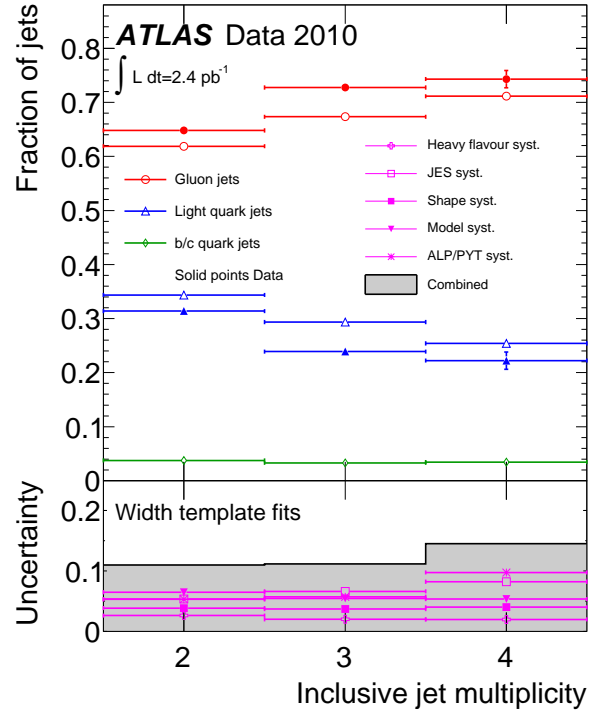 ATLAS Data 2010
∫ L dt=2.4 pb⁻¹
Fraction of jets
0.8
0.7
0.6
0.5
0.4
0.3
0.2
0.1
0
Gluon jets
Light quark jets
b/c quark jets
Solid points Data
Heavy flavour syst.
JES syst.
Shape syst.
Model syst.
ALP/PYT syst.
Combined
Width template fits
Uncertainty
0.2
0.1
0
2 3 4
Inclusive jet multiplicity